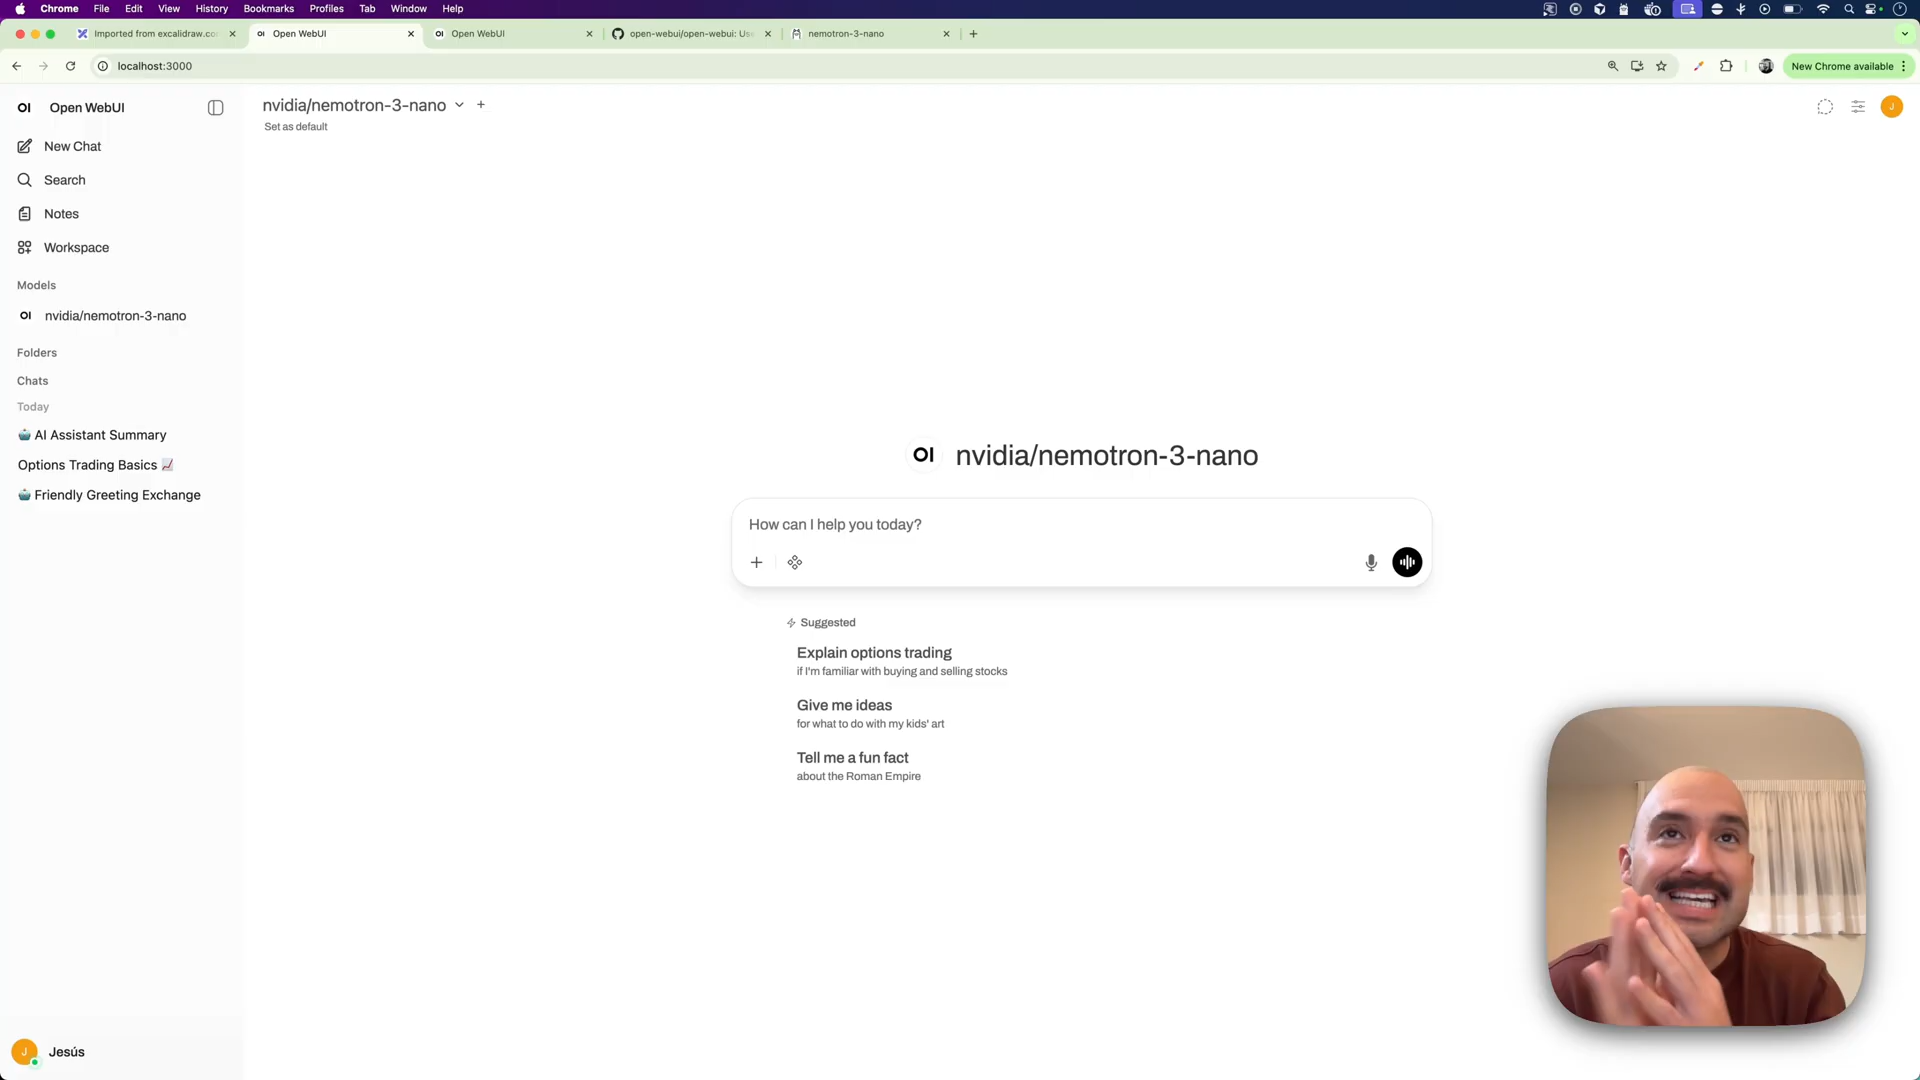 Chrome File Edit View History Bookmarks Profiles Tab Window Help
Imported from excalidraw.co
Open WebUI
Open WebUI
open-webui/open-webui: Use
nemotron-3-nano
localhost:3000
New Chrome available
OI Open WebUI
New Chat
Search
Notes
Workspace
Models
OI nvidia/nemotron-3-nano
Folders
Chats
Today
AI Assistant Summary
Options Trading Basics
Friendly Greeting Exchange
J Jesús
nvidia/nemotron-3-nano
Set as default
J
OI nvidia/nemotron-3-nano
How can I help you today?
Suggested
Explain options trading
if I'm familiar with buying and selling stocks
Give me ideas
for what to do with my kids' art
Tell me a fun fact
about the Roman Empire